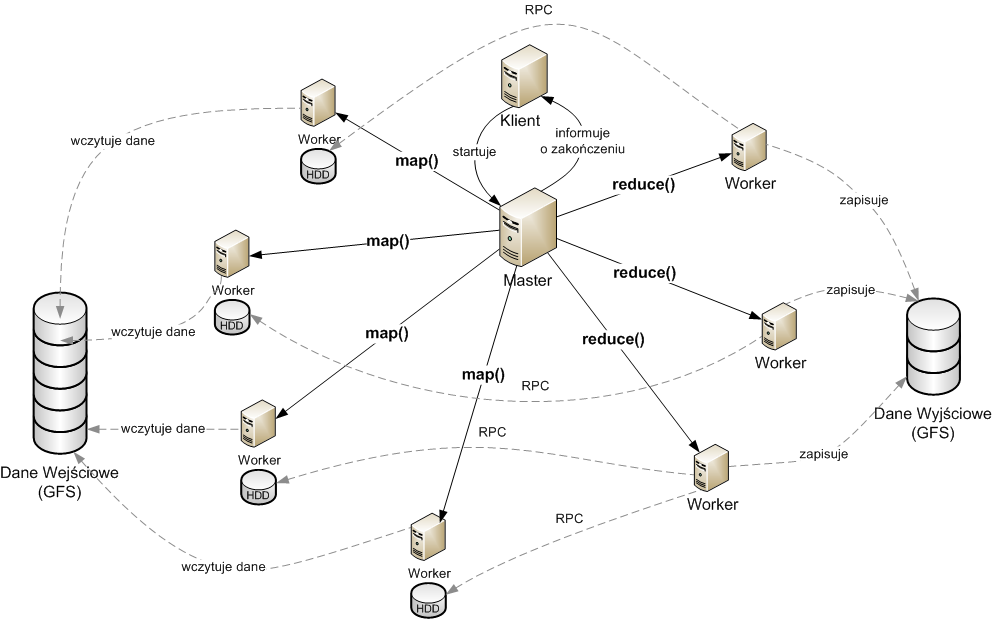 RPC
Klient
startuje
informuje
o zakończeniu
Worker
HDD
wczytuje dane
map()
reduce()
Worker
zapisuje
map()
Master
Worker
HDD
wczytuje dane
reduce()
zapisuje
Worker
map()
reduce()
map()
RPC
Dane Wejściowe
(GFS)
wczytuje dane
Worker
HDD
RPC
Dane Wyjściowe
(GFS)
zapisuje
Worker
RPC
wczytuje dane
Worker
HDD